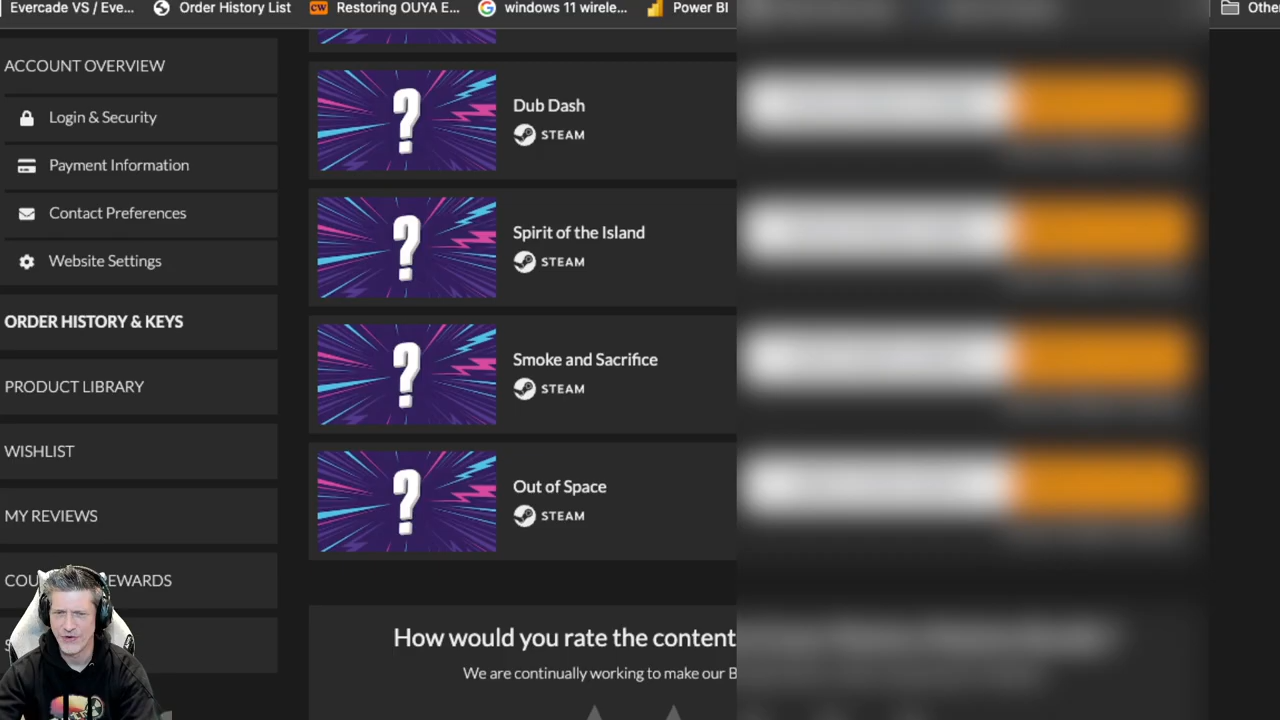 Evercade VS / Eve...
Order History List
Restoring OUYA E...
windows 11 wirele...
Power BI
Other
ACCOUNT OVERVIEW
Login & Security
Payment Information
Contact Preferences
Website Settings
ORDER HISTORY & KEYS
PRODUCT LIBRARY
WISHLIST
MY REVIEWS
Dub Dash
STEAM
Spirit of the Island
STEAM
Smoke and Sacrifice
STEAM
Out of Space
STEAM
How would you rate the content
We are continually working to make our B